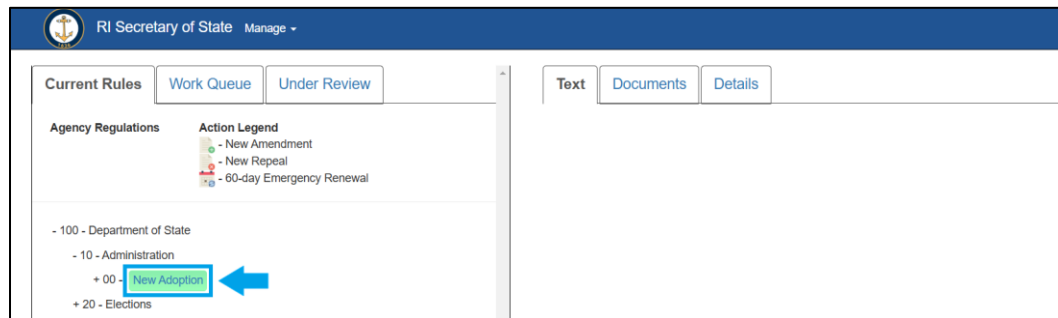 RI Secretary of State Manage
Current Rules Work Queue Under Review
Text Documents Details
Agency Regulations Action Legend
- New Amendment
- New Repeal
- 60-day Emergency Renewal
- 100 - Department of State
- 10 - Administration
+ 00 - New Adoption
+ 20 - Elections